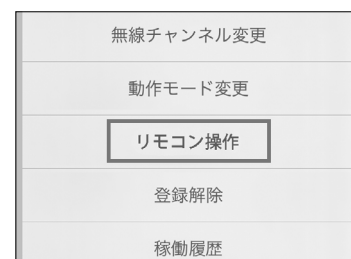 無線チャンネル変更
動作モード変更
リモコン操作
登録解除
稼働履歴